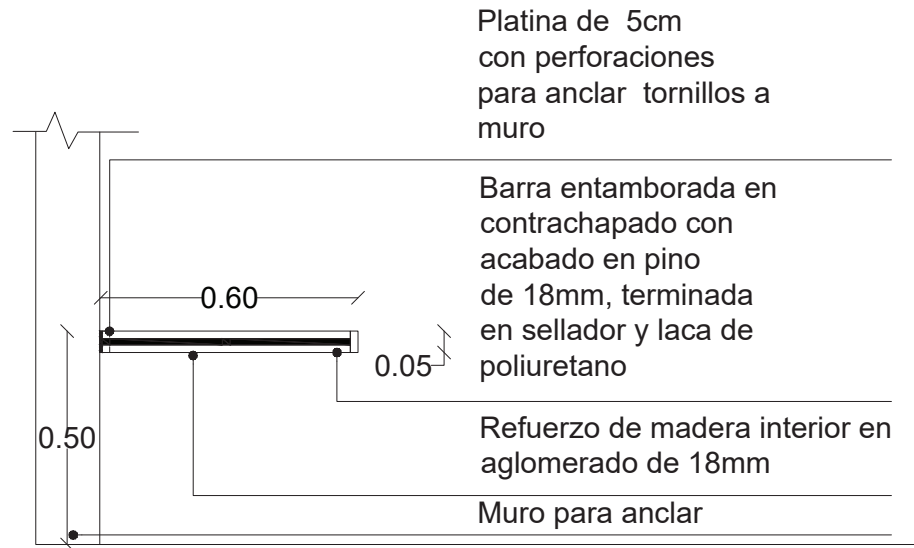 Platina de 5cm
con perforaciones
para anclar tornillos a
muro
Barra entamborada en
contrachapado con
acabado en pino
de 18mm, terminada
en sellador y laca de
poliuretano
0.60
0.05
0.50
Refuerzo de madera interior en
aglomerado de 18mm
Muro para anclar